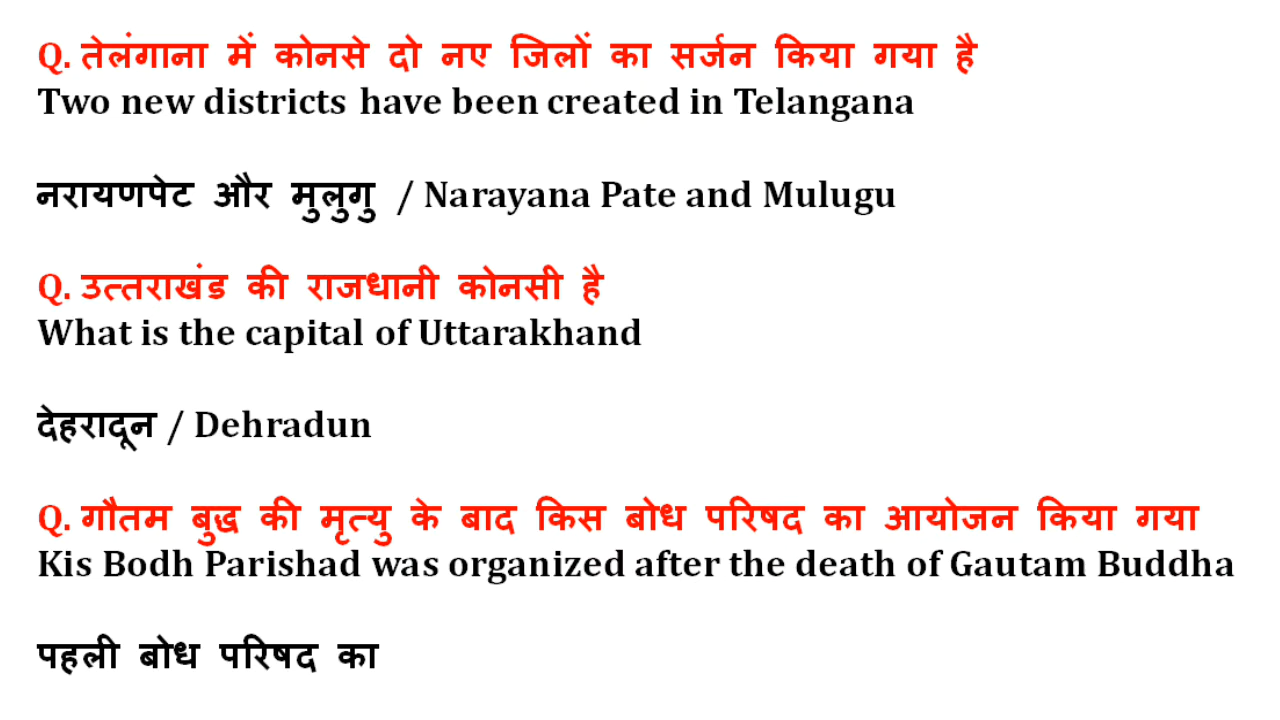 Q. तेलंगाना में कोनसे दो नए जिलों का सर्जन किया गया है
Two new districts have been created in Telangana
नरायणपेट और मुलुगु / Narayana Pate and Mulugu
Q. उत्तराखंड की राजधानी कोनसी है
What is the capital of Uttarakhand
देहरादून / Dehradun
Q. गौतम बुद्ध की मृत्यु के बाद किस बोध परिषद का आयोजन किया गया
Kis Bodh Parishad was organized after the death of Gautam Buddha
पहली बोध परिषद का